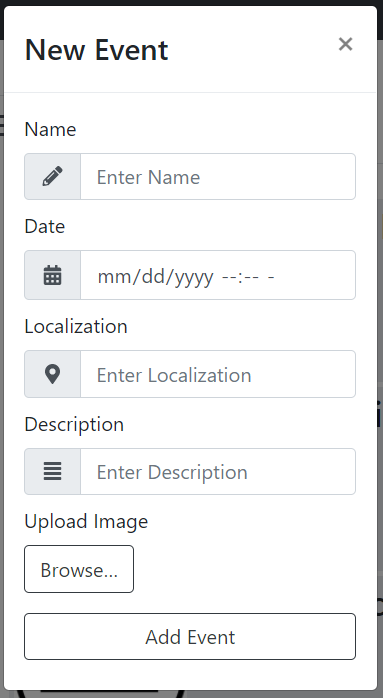 New Event
×
Name
Enter Name
Date
mm/dd/yyyy --:-- -
Localization
Enter Localization
Description
Enter Description
Upload Image
Browse...
Add Event